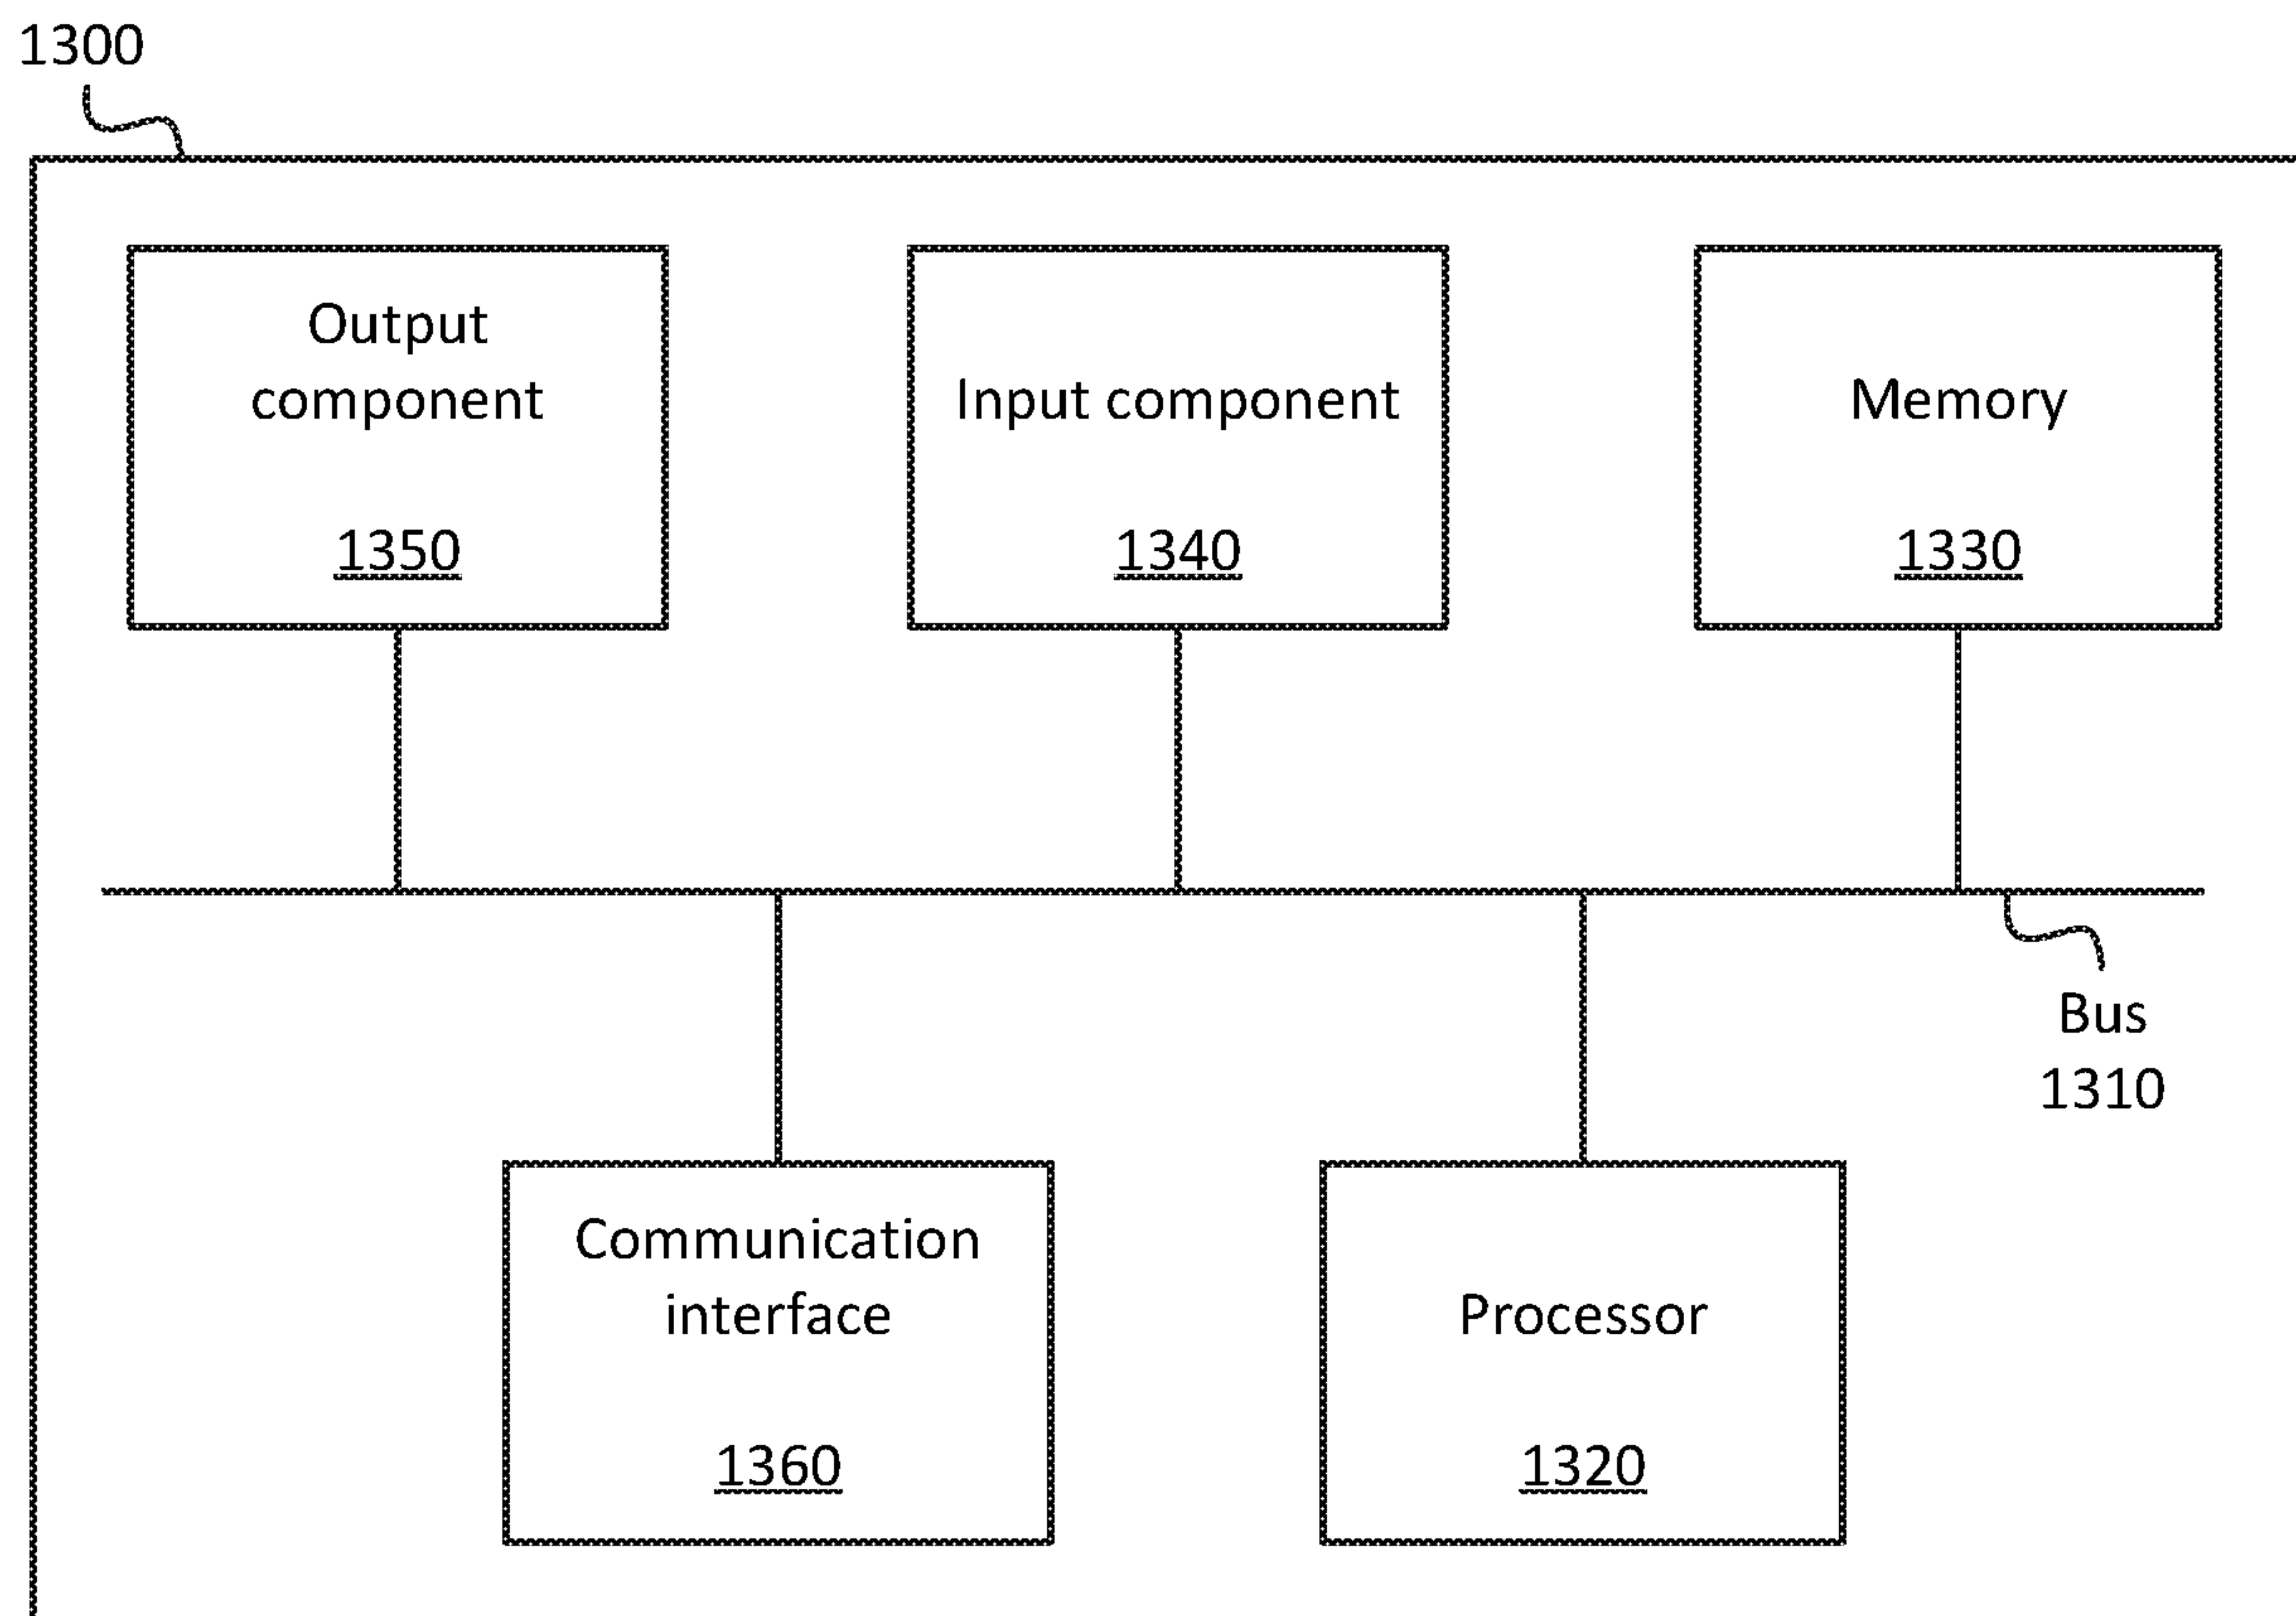 1300
Output
component
1350
Input component
1340
Memory
1330
Bus
1310
Communication
interface
1360
Processor
1320